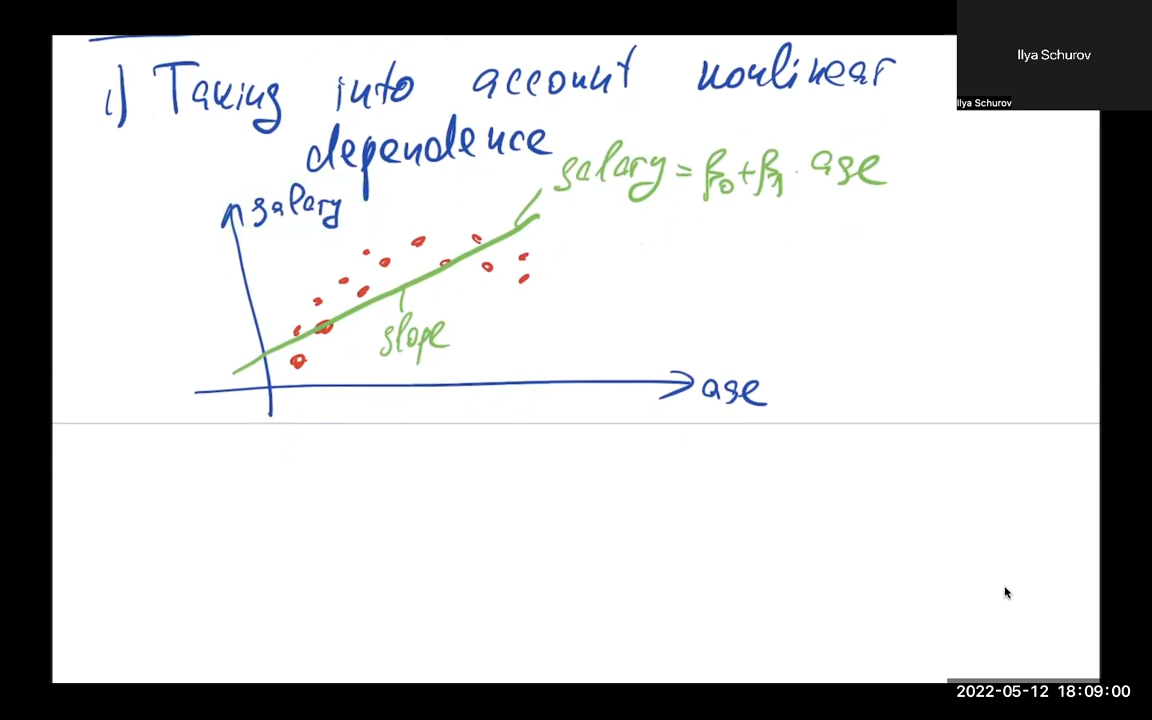 Ilya Schurov
Ilya Schurov
1) Taking into account nonlinear
dependence
salary = β₀ + β₁ · age
salary
slope
age
2022-05-12 18:09:00